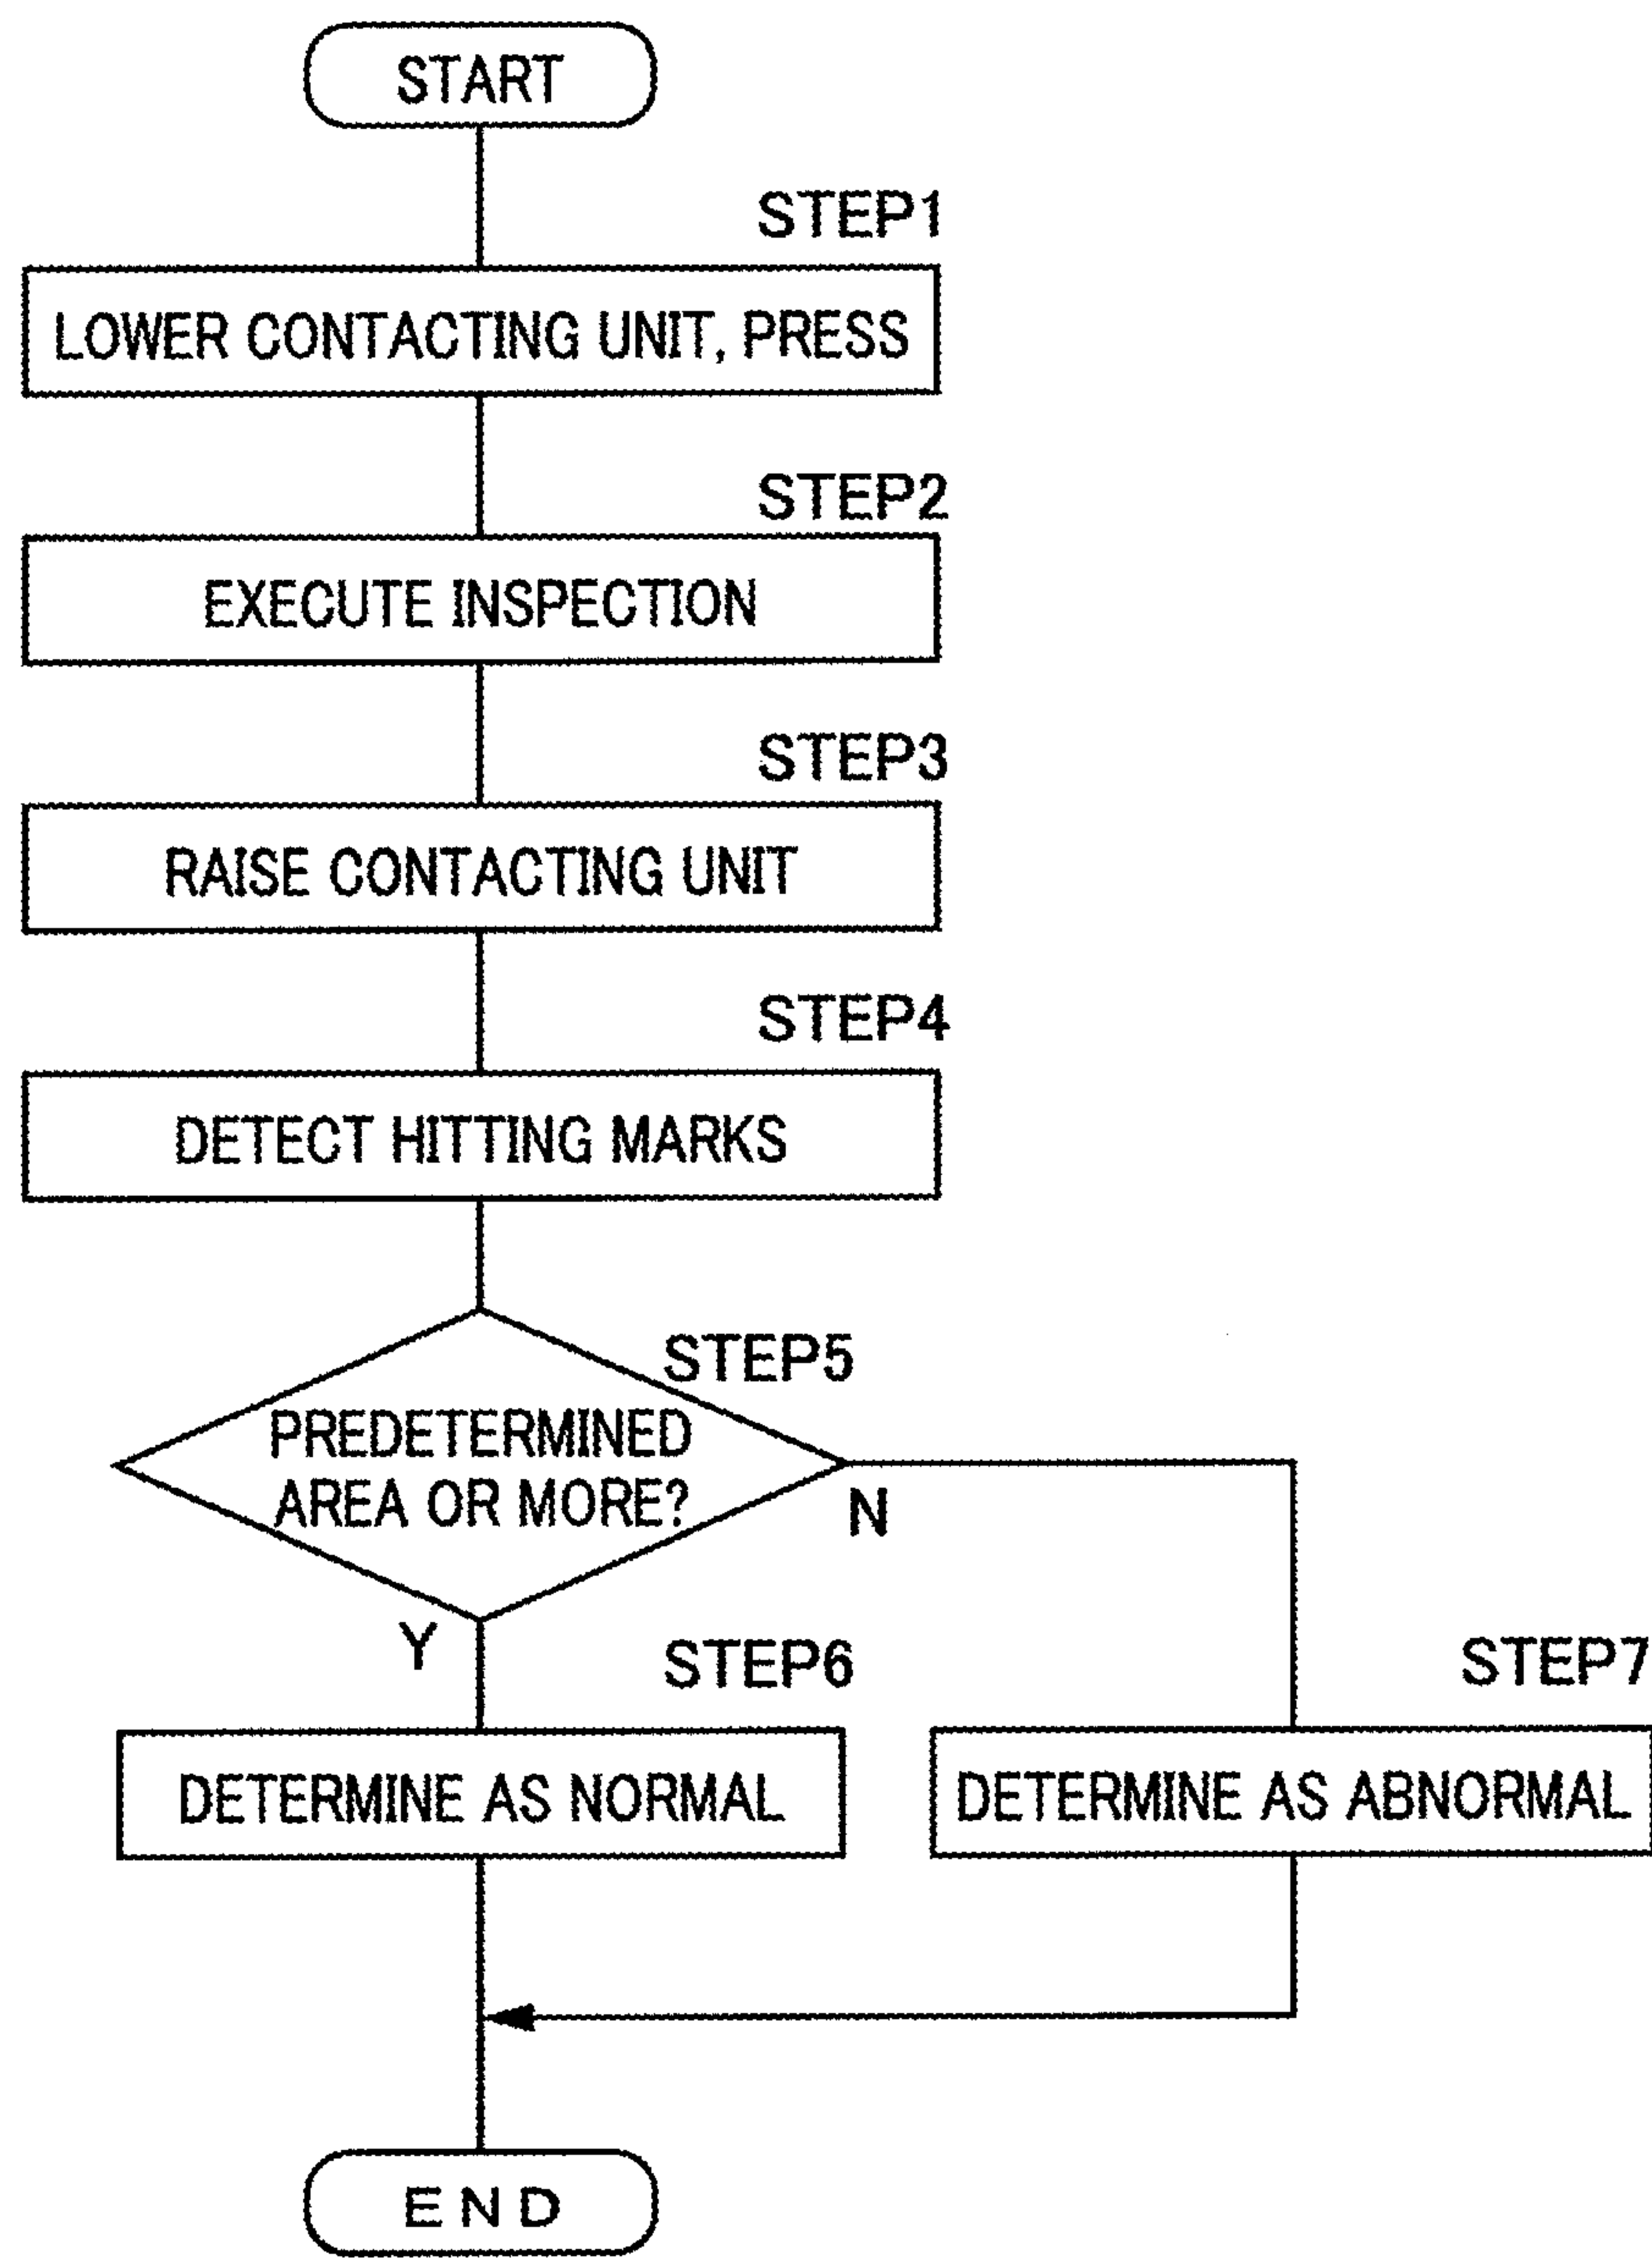 START
STEP1
LOWER CONTACTING UNIT, PRESS
STEP2
EXECUTE INSPECTION
STEP3
RAISE CONTACTING UNIT
STEP4
DETECT HITTING MARKS
STEP5
PREDETERMINED
AREA OR MORE?
N
Y
STEP6
STEP7
DETERMINE AS NORMAL
DETERMINE AS ABNORMAL
END